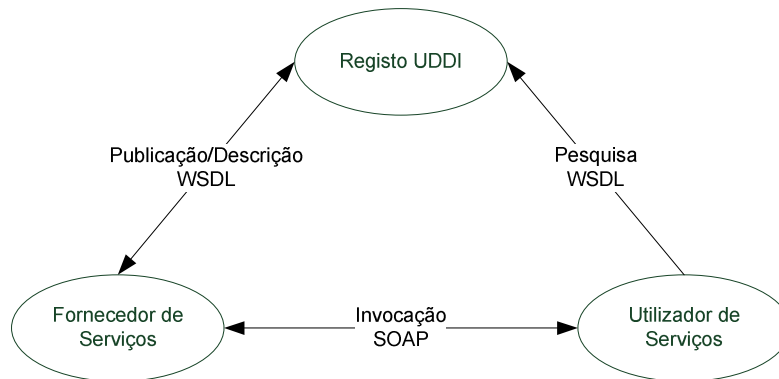 Registo UDDI
Publicação/Descrição
WSDL
Pesquisa
WSDL
Fornecedor de
Serviços
Invocação
SOAP
Utilizador de
Serviços